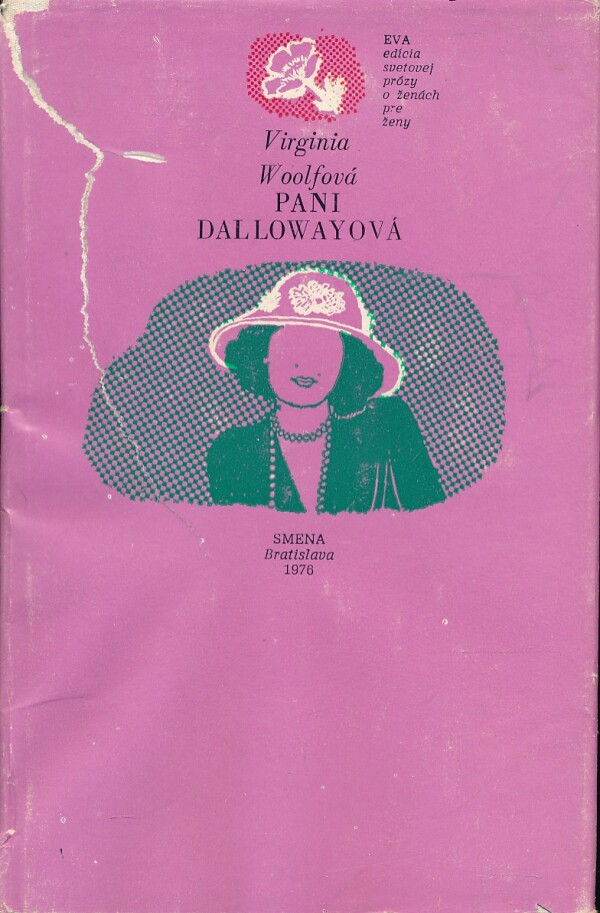 EVA
edícia
svetovej
prózy
o ženách
pre
ženy
Virginia
Woolfová
PANI
DALLOWAYOVÁ
SMENA
Bratislava
1976